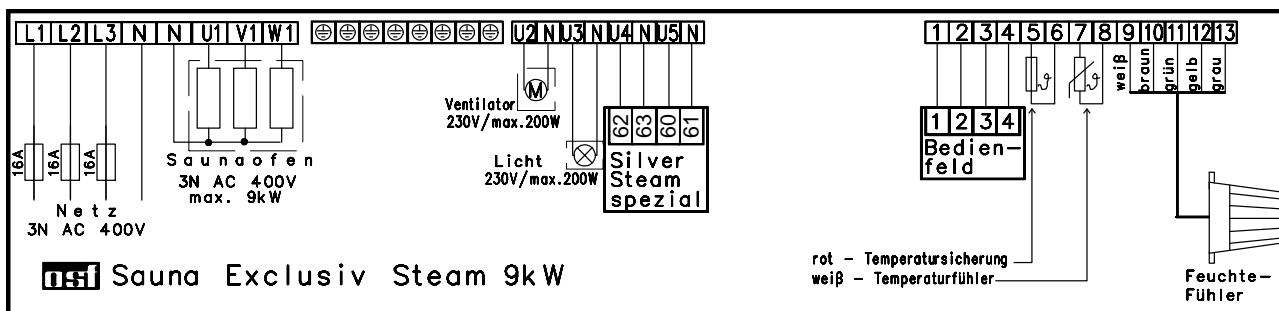 L1 L2 L3 N N U1 V1 W1 U2 N U3 N U4 N U5 N 1 2 3 4 5 6 7 8 9 10 11 12 13
weiß
braun
grün
gelb
grau
M
Ventilator
230V/max.200W
62 63 60 61
1 2 3 4
16A 16A 16A
Saunaofen
3N AC 400V
max. 9kW
Licht
230V/max.200W
Silver
Steam
spezial
Bedien-
feld
Netz
3N AC 400V
osf Sauna Exclusiv Steam 9kW
rot - Temperatursicherung
weiß - Temperaturfühler
Feuchte-
Fühler